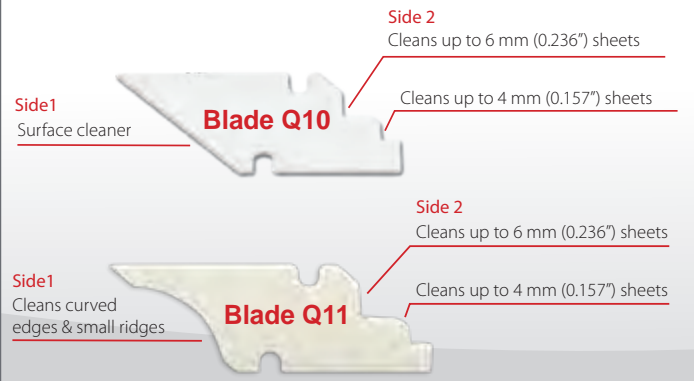 Side 2
Cleans up to 6 mm (0.236”) sheets
Cleans up to 4 mm (0.157”) sheets
Side1
Surface cleaner
Blade Q10
Side 2
Cleans up to 6 mm (0.236”) sheets
Cleans up to 4 mm (0.157”) sheets
Side1
Cleans curved
edges & small ridges
Blade Q11